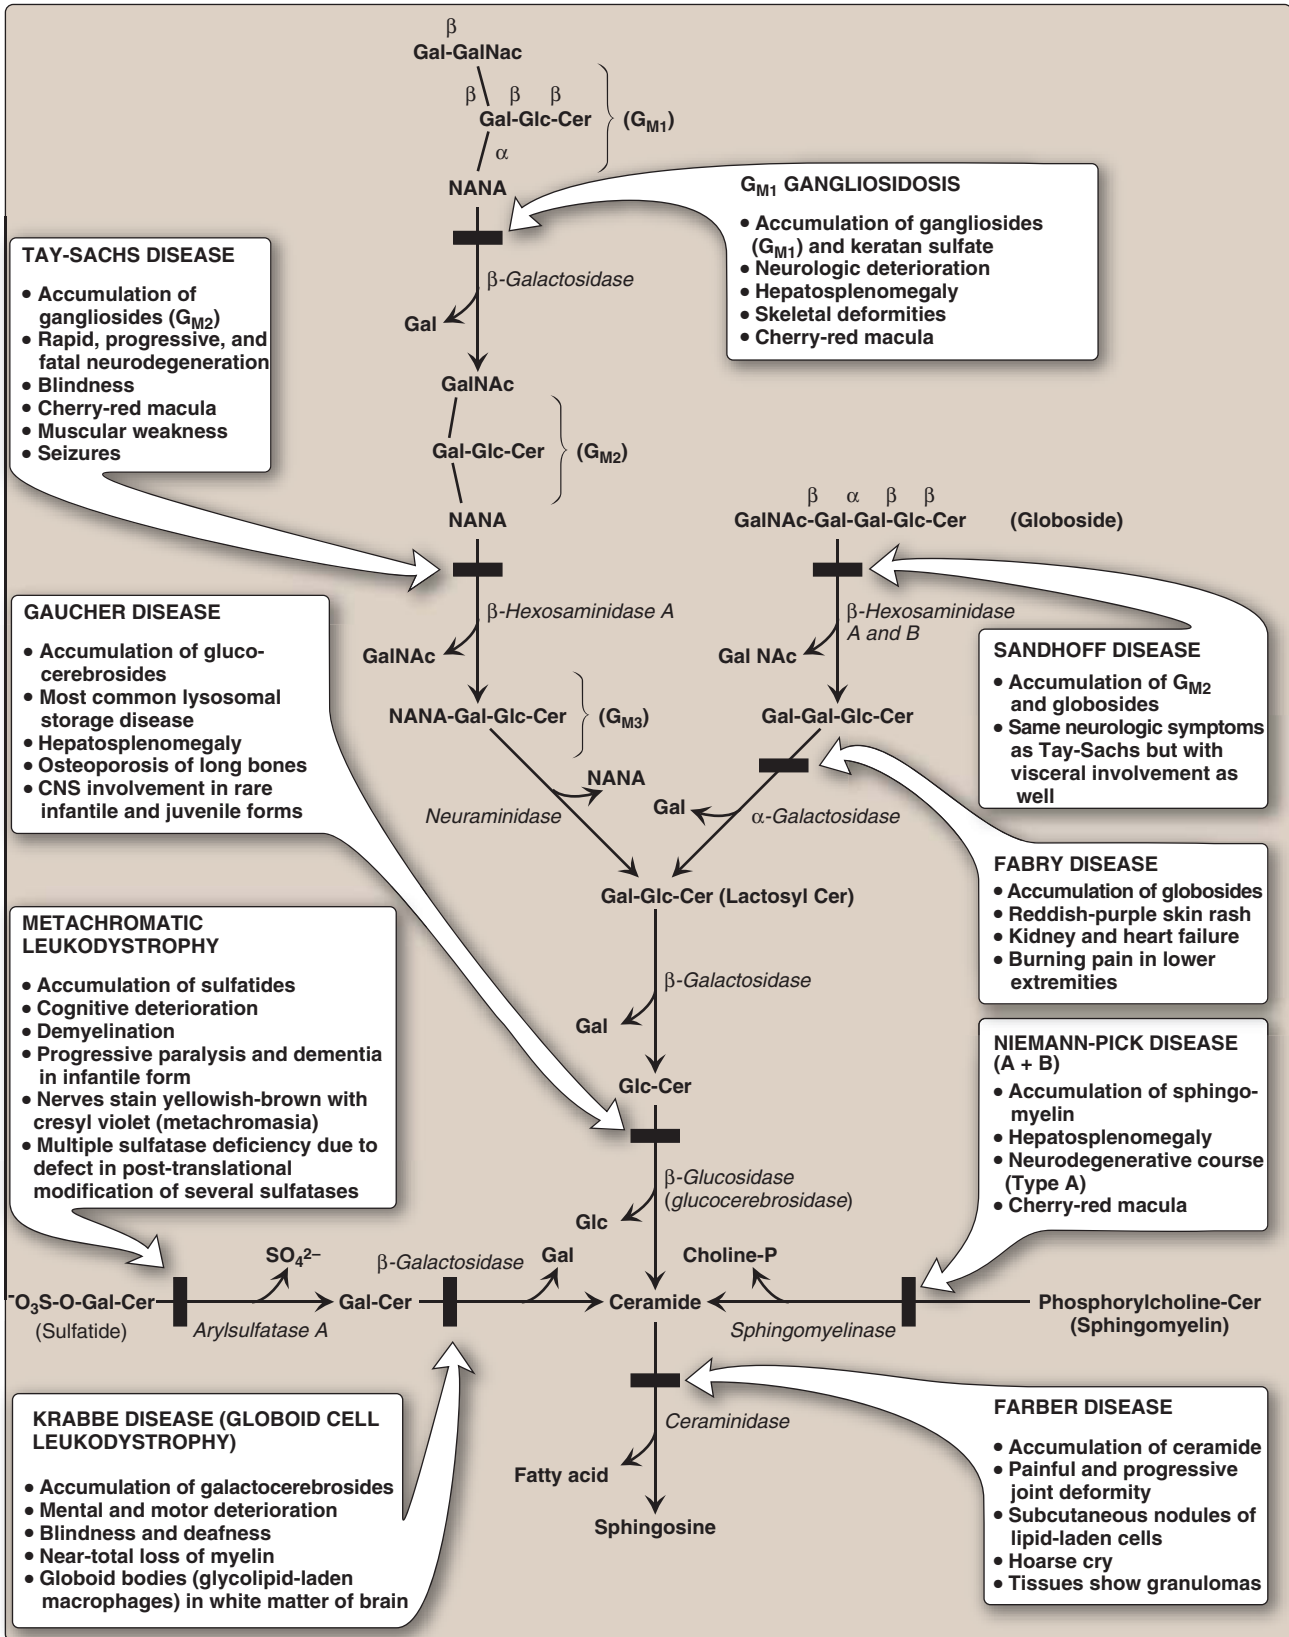 β
Gal-GalNac
β β β
Gal-Glc-Cer (GM1)
α
NANA
GM1 GANGLIOSIDOSIS
• Accumulation of gangliosides
(GM1) and keratan sulfate
• Neurologic deterioration
• Hepatosplenomegaly
• Skeletal deformities
• Cherry-red macula
TAY-SACHS DISEASE
• Accumulation of
gangliosides (GM2)
• Rapid, progressive, and
fatal neurodegeneration
• Blindness
• Cherry-red macula
• Muscular weakness
• Seizures
β-Galactosidase
Gal
GalNAc
Gal-Glc-Cer (GM2)
NANA
β α β β
GalNAc-Gal-Gal-Glc-Cer (Globoside)
β-Hexosaminidase A
GalNAc
NANA-Gal-Glc-Cer (GM3)
β-Hexosaminidase
A and B
Gal NAc
Gal-Gal-Glc-Cer
SANDHOFF DISEASE
• Accumulation of GM2
and globosides
• Same neurologic symptoms
as Tay-Sachs but with
visceral involvement as
well
GAUCHER DISEASE
• Accumulation of gluco-
cerebrosides
• Most common lysosomal
storage disease
• Hepatosplenomegaly
• Osteoporosis of long bones
• CNS involvement in rare
infantile and juvenile forms
NANA
Neuraminidase
Gal
α-Galactosidase
FABRY DISEASE
• Accumulation of globosides
• Reddish-purple skin rash
• Kidney and heart failure
• Burning pain in lower
extremities
Gal-Glc-Cer (Lactosyl Cer)
β-Galactosidase
Gal
Glc-Cer
METACHROMATIC
LEUKODYSTROPHY
• Accumulation of sulfatides
• Cognitive deterioration
• Demyelination
• Progressive paralysis and dementia
in infantile form
• Nerves stain yellowish-brown with
cresyl violet (metachromasia)
• Multiple sulfatase deficiency due to
defect in post-translational
modification of several sulfatases
NIEMANN-PICK DISEASE
(A + B)
• Accumulation of sphingo-
myelin
• Hepatosplenomegaly
• Neurodegenerative course
(Type A)
• Cherry-red macula
β-Glucosidase
(glucocerebrosidase)
Glc
SO₄²⁻
β-Galactosidase
Gal
Choline-P
⁻O₃S-O-Gal-Cer
(Sulfatide)
Arylsulfatase A
Gal-Cer
Ceramide
Sphingomyelinase
Phosphorylcholine-Cer
(Sphingomyelin)
Ceraminidase
Fatty acid
Sphingosine
KRABBE DISEASE (GLOBOID CELL
LEUKODYSTROPHY)
• Accumulation of galactocerebrosides
• Mental and motor deterioration
• Blindness and deafness
• Near-total loss of myelin
• Globoid bodies (glycolipid-laden
macrophages) in white matter of brain
FARBER DISEASE
• Accumulation of ceramide
• Painful and progressive
joint deformity
• Subcutaneous nodules of
lipid-laden cells
• Hoarse cry
• Tissues show granulomas